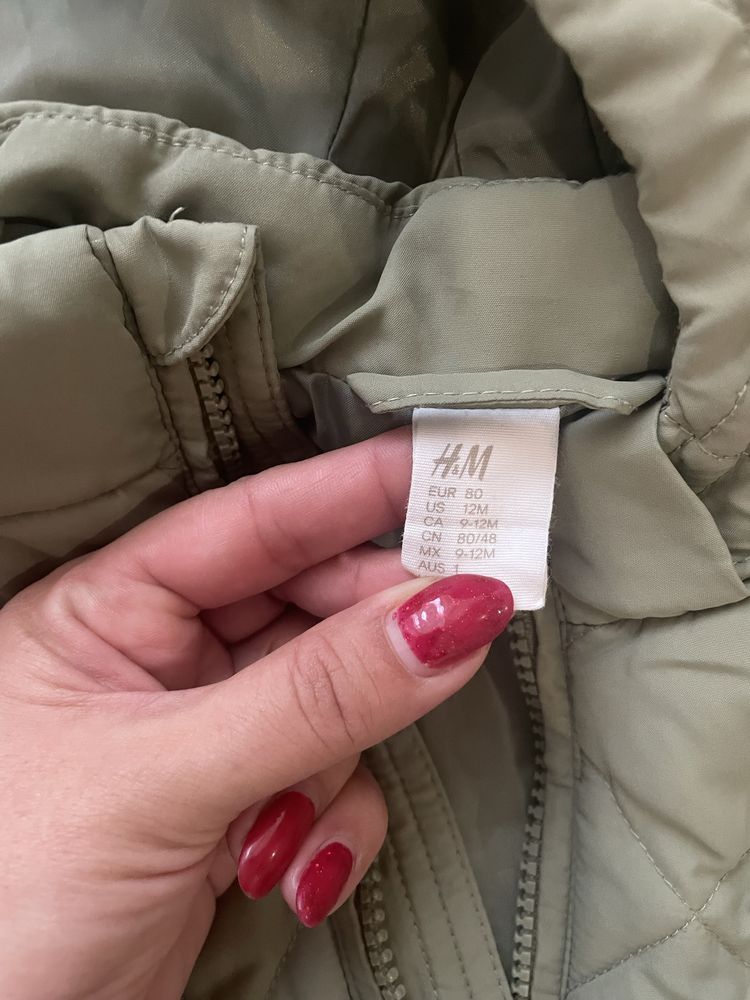 H&M
EUR 80
US 12M
CA 9-12M
CN 80/48
MX 9-12M
AUS 1